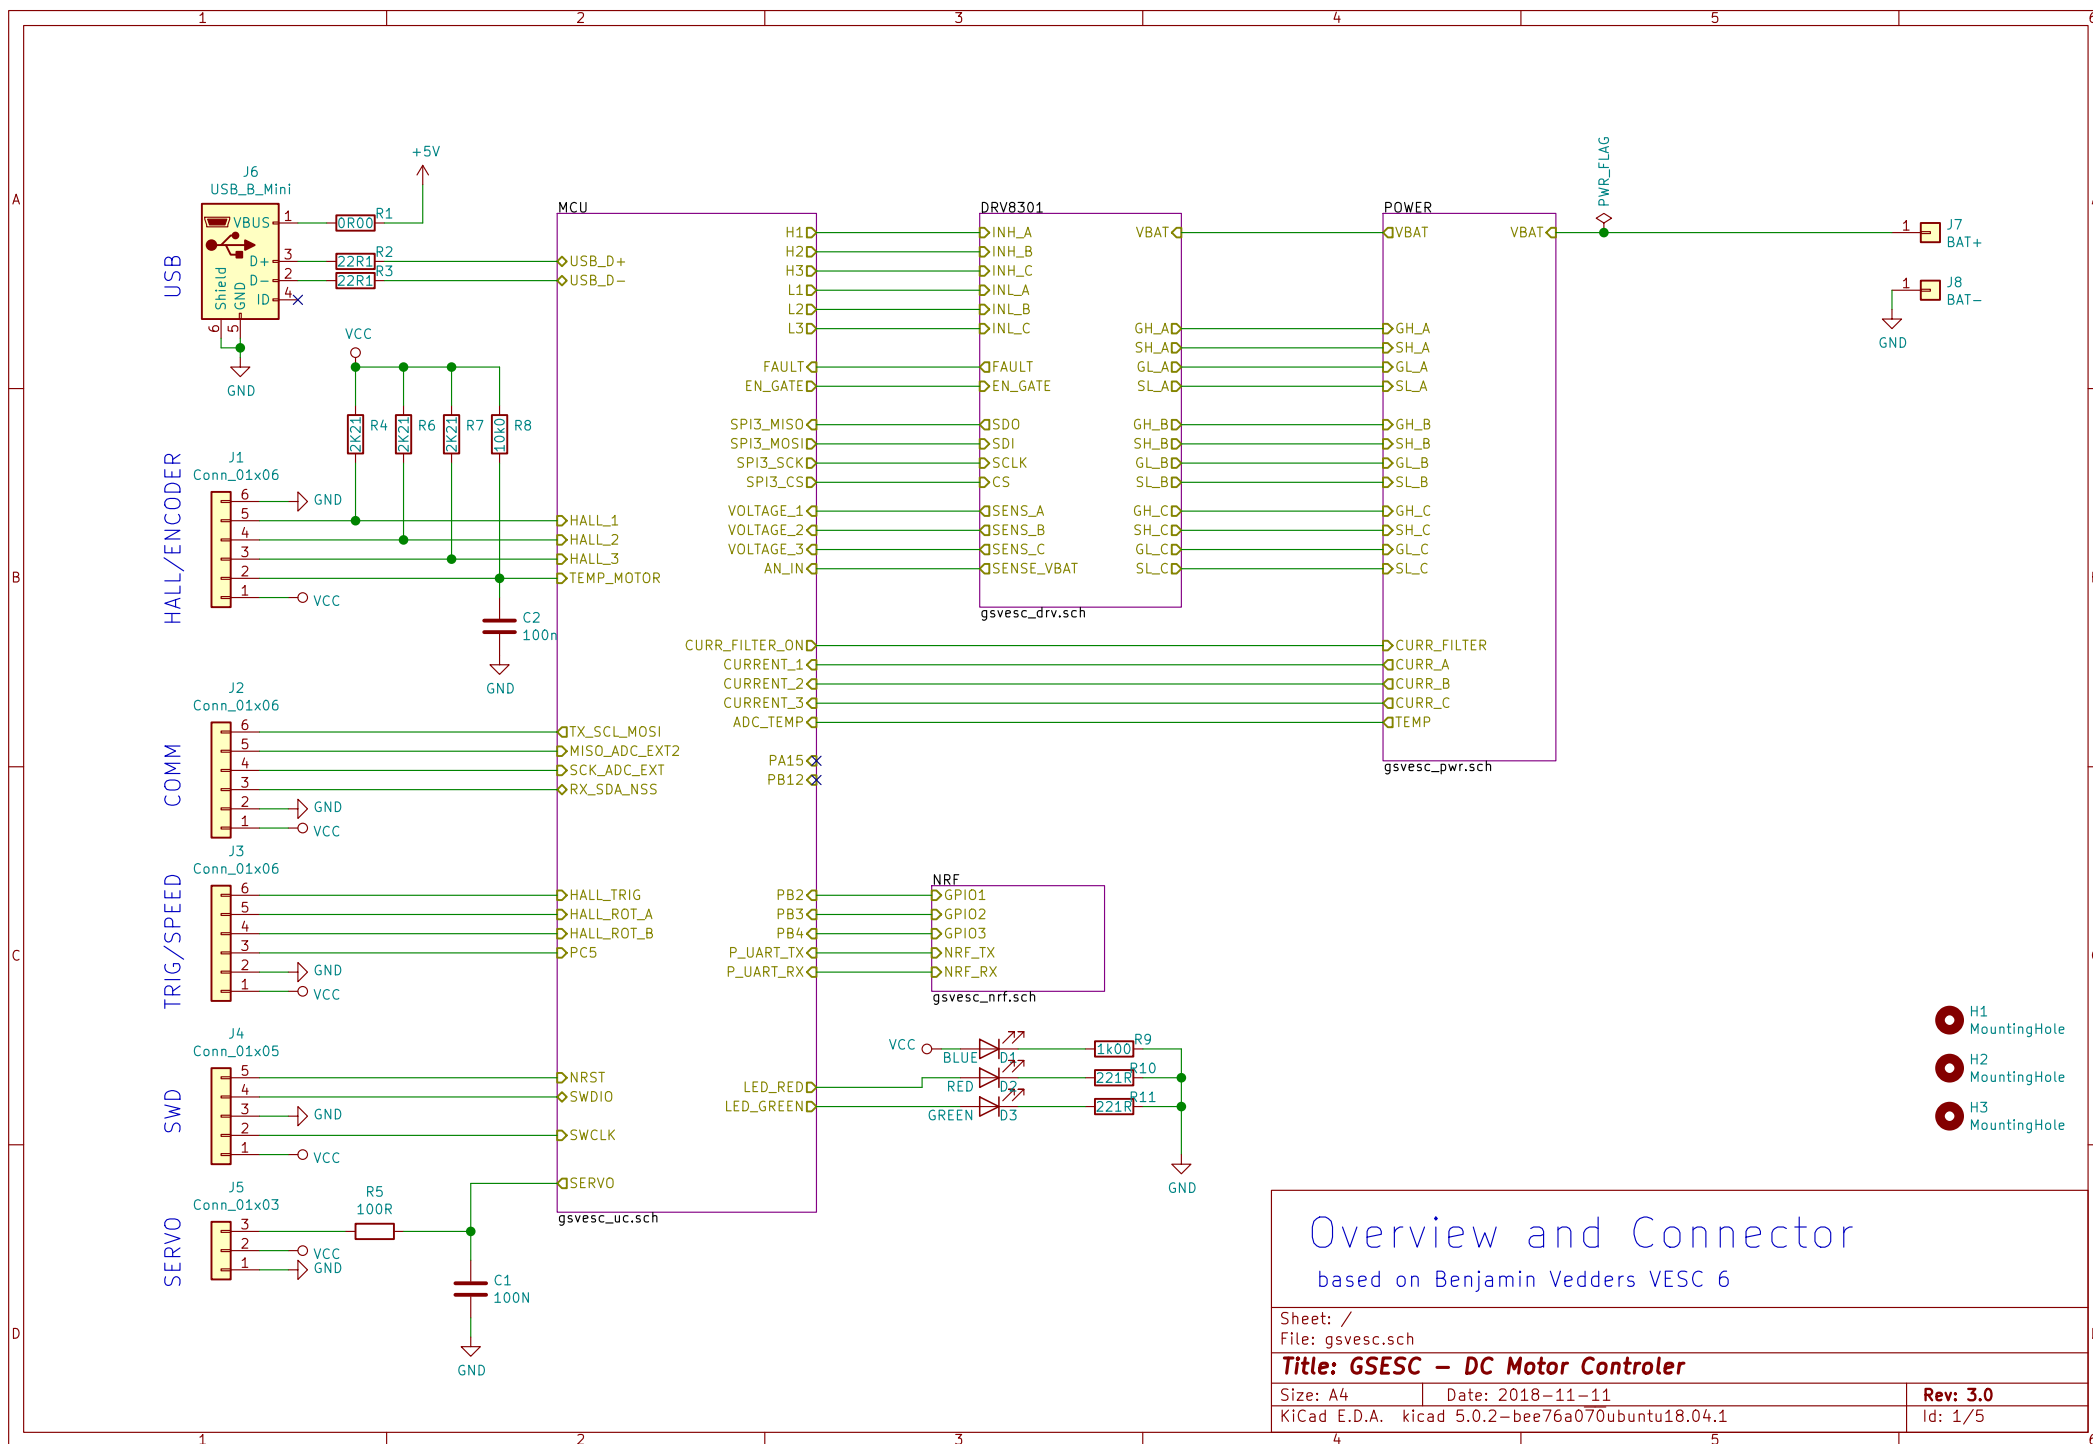 1 2 3 4 5 6
A
B
C
D
USB
J6
USB_B_Mini
VBUS 1
D+ 3
D- 2
ID 4
Shield
GND
6 5
GND
+5V
R1
0R00
R2
22R1
R3
22R1
VCC
R4
2K21
R6
2K21
R7
2K21
R8
10k0
HALL/ENCODER
J1
Conn_01x06
6 GND
5
4
3
2
1 VCC
C2
100n
GND
COMM
J2
Conn_01x06
6
5
4
3
2 GND
1 VCC
TRIG/SPEED
J3
Conn_01x06
6
5
4
3
2 GND
1 VCC
SWD
J4
Conn_01x05
5
4
3 GND
2
1 VCC
SERVO
J5
Conn_01x03
3
2 VCC
1 GND
R5
100R
C1
100N
GND
MCU
USB_D+
USB_D-
HALL_1
HALL_2
HALL_3
TEMP_MOTOR
TX_SCL_MOSI
MISO_ADC_EXT2
SCK_ADC_EXT
RX_SDA_NSS
HALL_TRIG
HALL_ROT_A
HALL_ROT_B
PC5
NRST
SWDIO
SWCLK
SERVO
H1
H2
H3
L1
L2
L3
FAULT
EN_GATE
SPI3_MISO
SPI3_MOSI
SPI3_SCK
SPI3_CS
VOLTAGE_1
VOLTAGE_2
VOLTAGE_3
AN_IN
CURR_FILTER_ON
CURRENT_1
CURRENT_2
CURRENT_3
ADC_TEMP
PA15
PB12
PB2
PB3
PB4
P_UART_TX
P_UART_RX
LED_RED
LED_GREEN
gsvesc_uc.sch
DRV8301
INH_A
INH_B
INH_C
INL_A
INL_B
INL_C
FAULT
EN_GATE
SDO
SDI
SCLK
CS
SENS_A
SENS_B
SENS_C
SENSE_VBAT
VBAT
GH_A
SH_A
GL_A
SL_A
GH_B
SH_B
GL_B
SL_B
GH_C
SH_C
GL_C
SL_C
gsvesc_drv.sch
POWER
VBAT VBAT
GH_A
SH_A
GL_A
SL_A
GH_B
SH_B
GL_B
SL_B
GH_C
SH_C
GL_C
SL_C
CURR_FILTER
CURR_A
CURR_B
CURR_C
TEMP
gsvesc_pwr.sch
PWR_FLAG
1 J7
BAT+
1 J8
BAT-
GND
NRF
GPIO1
GPIO2
GPIO3
NRF_TX
NRF_RX
gsvesc_nrf.sch
VCC
BLUE D1
RED D2
GREEN D3
R9
1k00
R10
221R
R11
221R
GND
H1
MountingHole
H2
MountingHole
H3
MountingHole
Overview and Connector
based on Benjamin Vedders VESC 6
Sheet: /
File: gsvesc.sch
Title: GSESC – DC Motor Controler
Size: A4 Date: 2018-11-11 Rev: 3.0
KiCad E.D.A. kicad 5.0.2-bee76a070ubuntu18.04.1 Id: 1/5
1 2 3 4 5 6